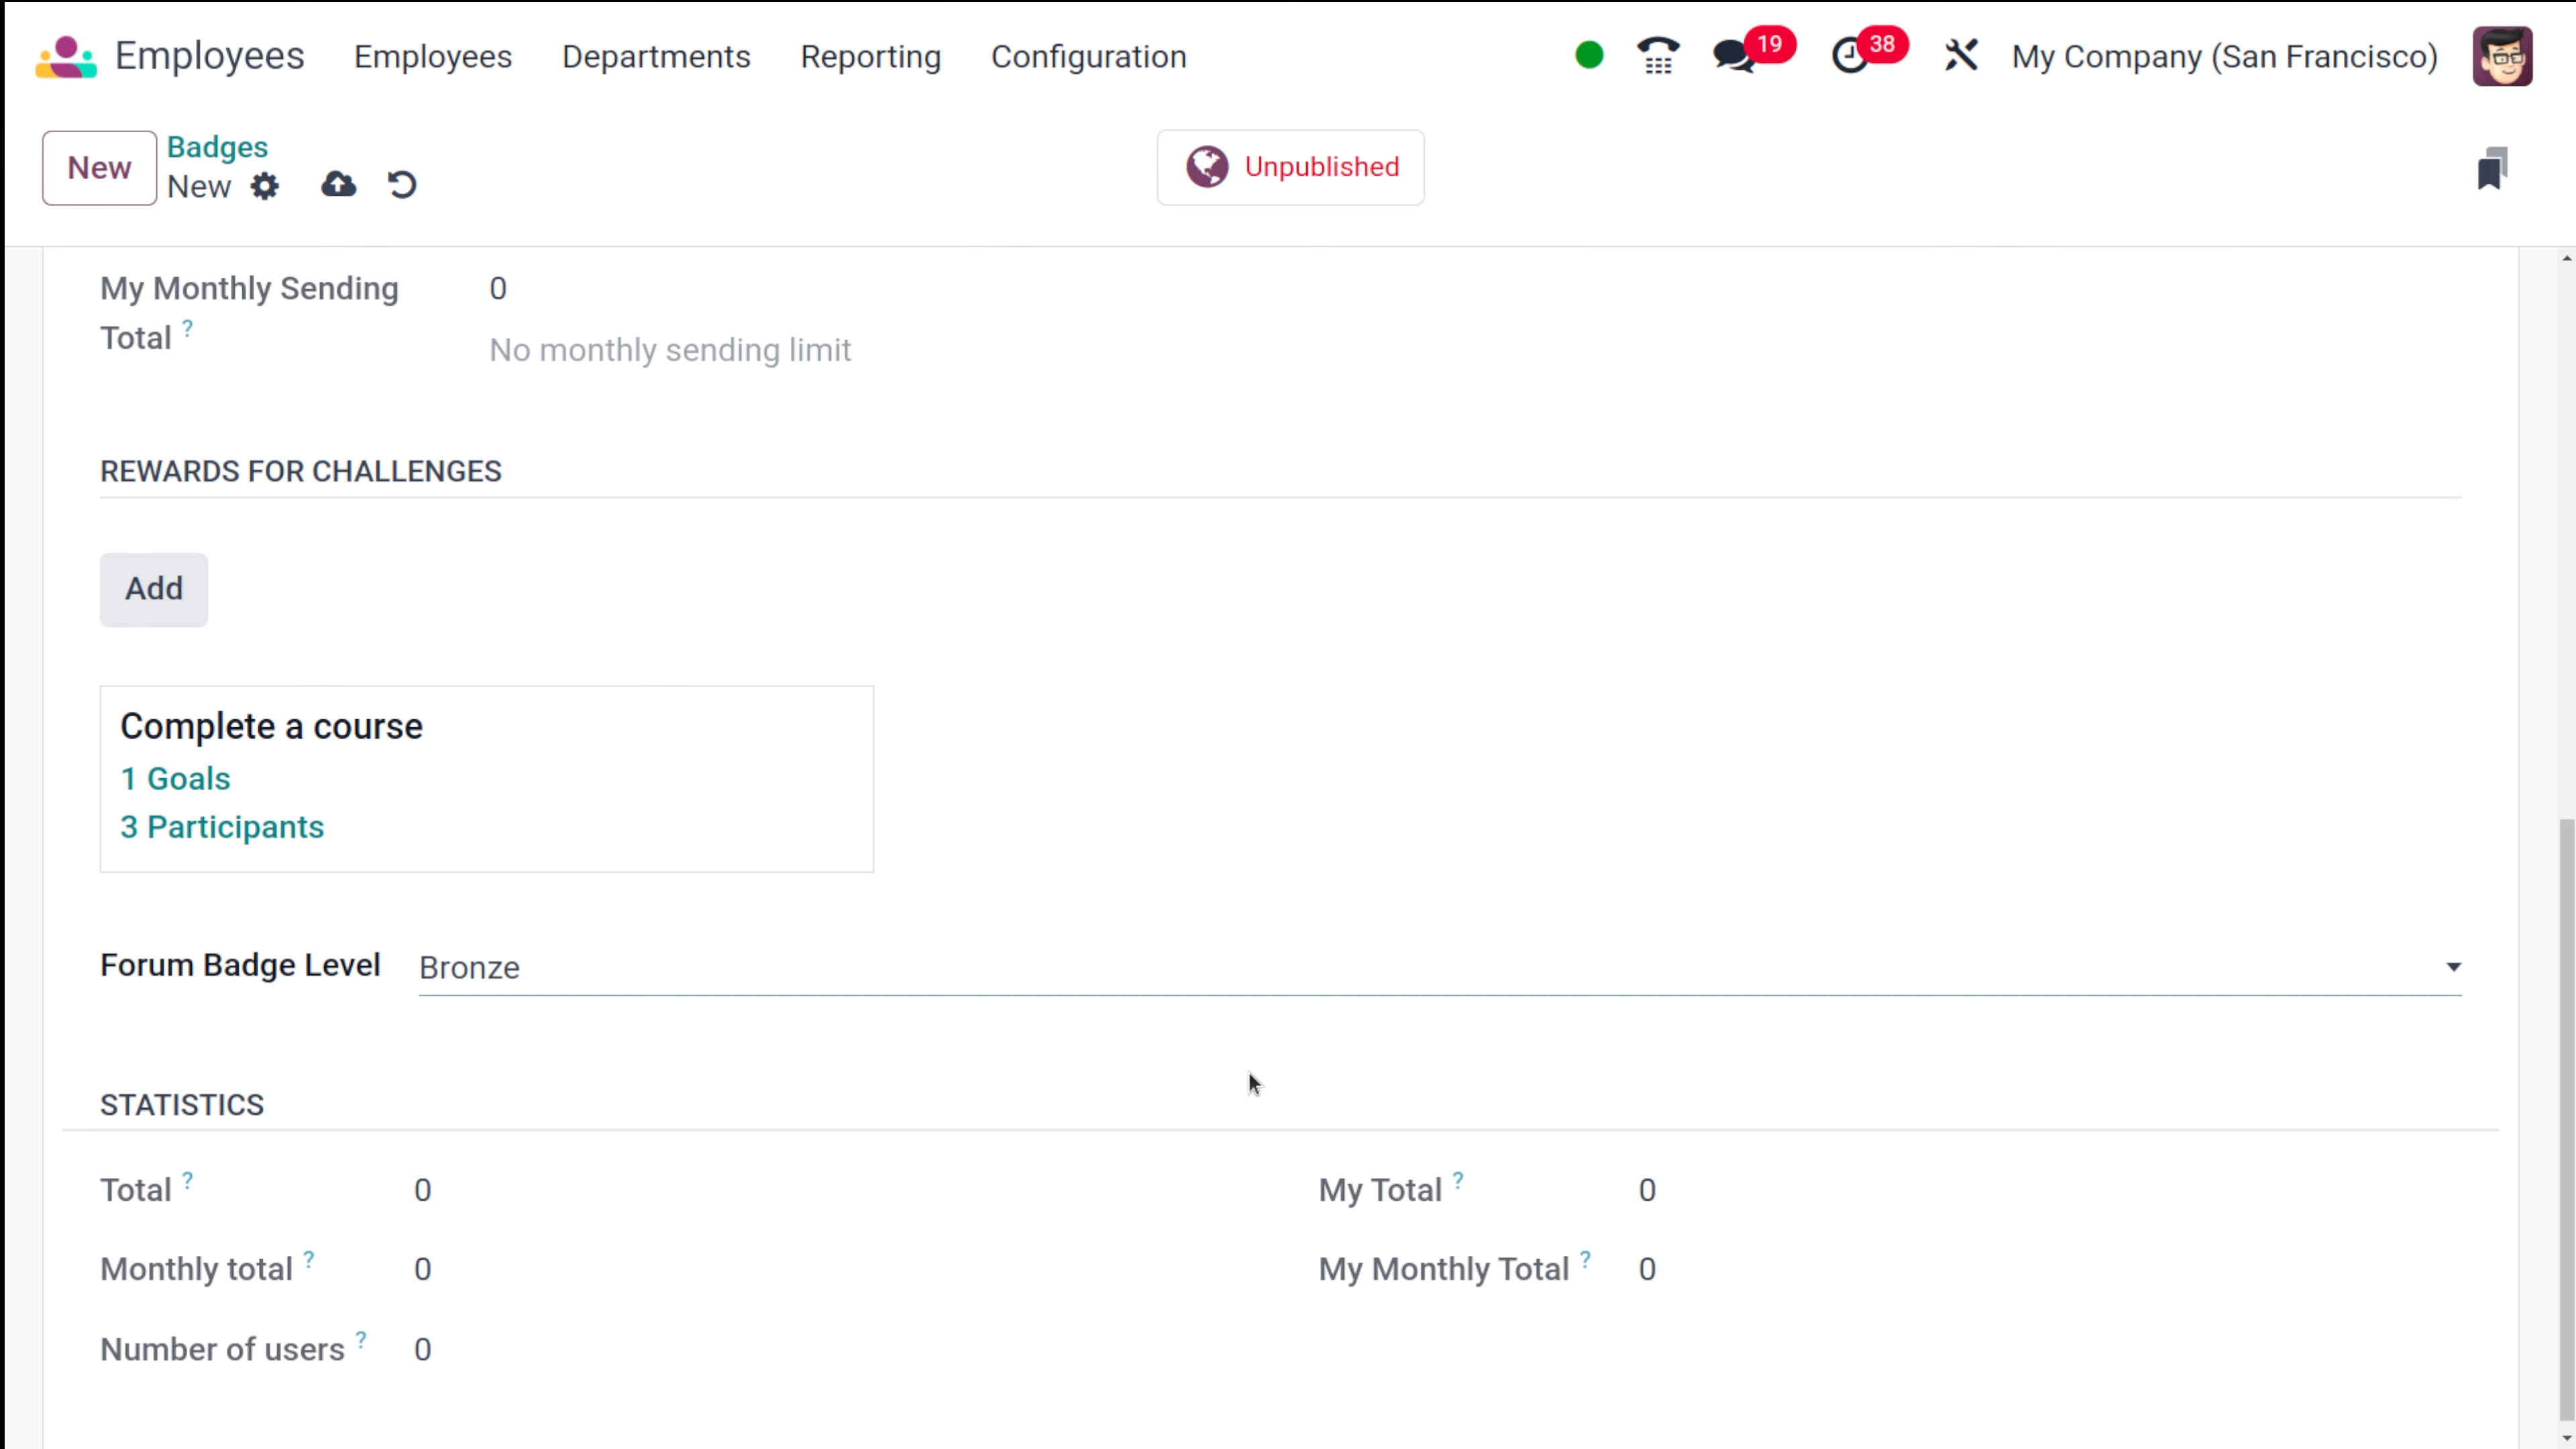 Employees Employees Departments Reporting Configuration 19 38 My Company (San Francisco)
New Badges
New
Unpublished
My Monthly Sending Total ? 0
No monthly sending limit
REWARDS FOR CHALLENGES
Add
Complete a course
1 Goals
3 Participants
Forum Badge Level Bronze
STATISTICS
Total ? 0 My Total ? 0
Monthly total ? 0 My Monthly Total ? 0
Number of users ? 0